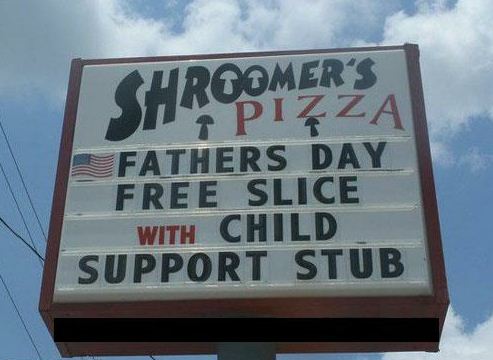 SHROOMER'S
PIZZA
FATHERS DAY
FREE SLICE
WITH CHILD
SUPPORT STUB